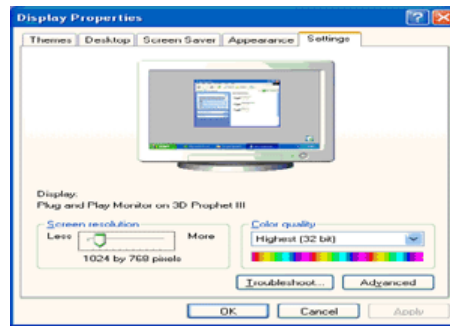 Display Properties
Themes Desktop Screen Saver Appearance Settings
Display:
Plug and Play Monitor on 3D Prophet III
Screen resolution
Less More
1024 by 768 pixels
Color quality
Highest (32 bit)
Troubleshoot... Advanced
OK Cancel Apply